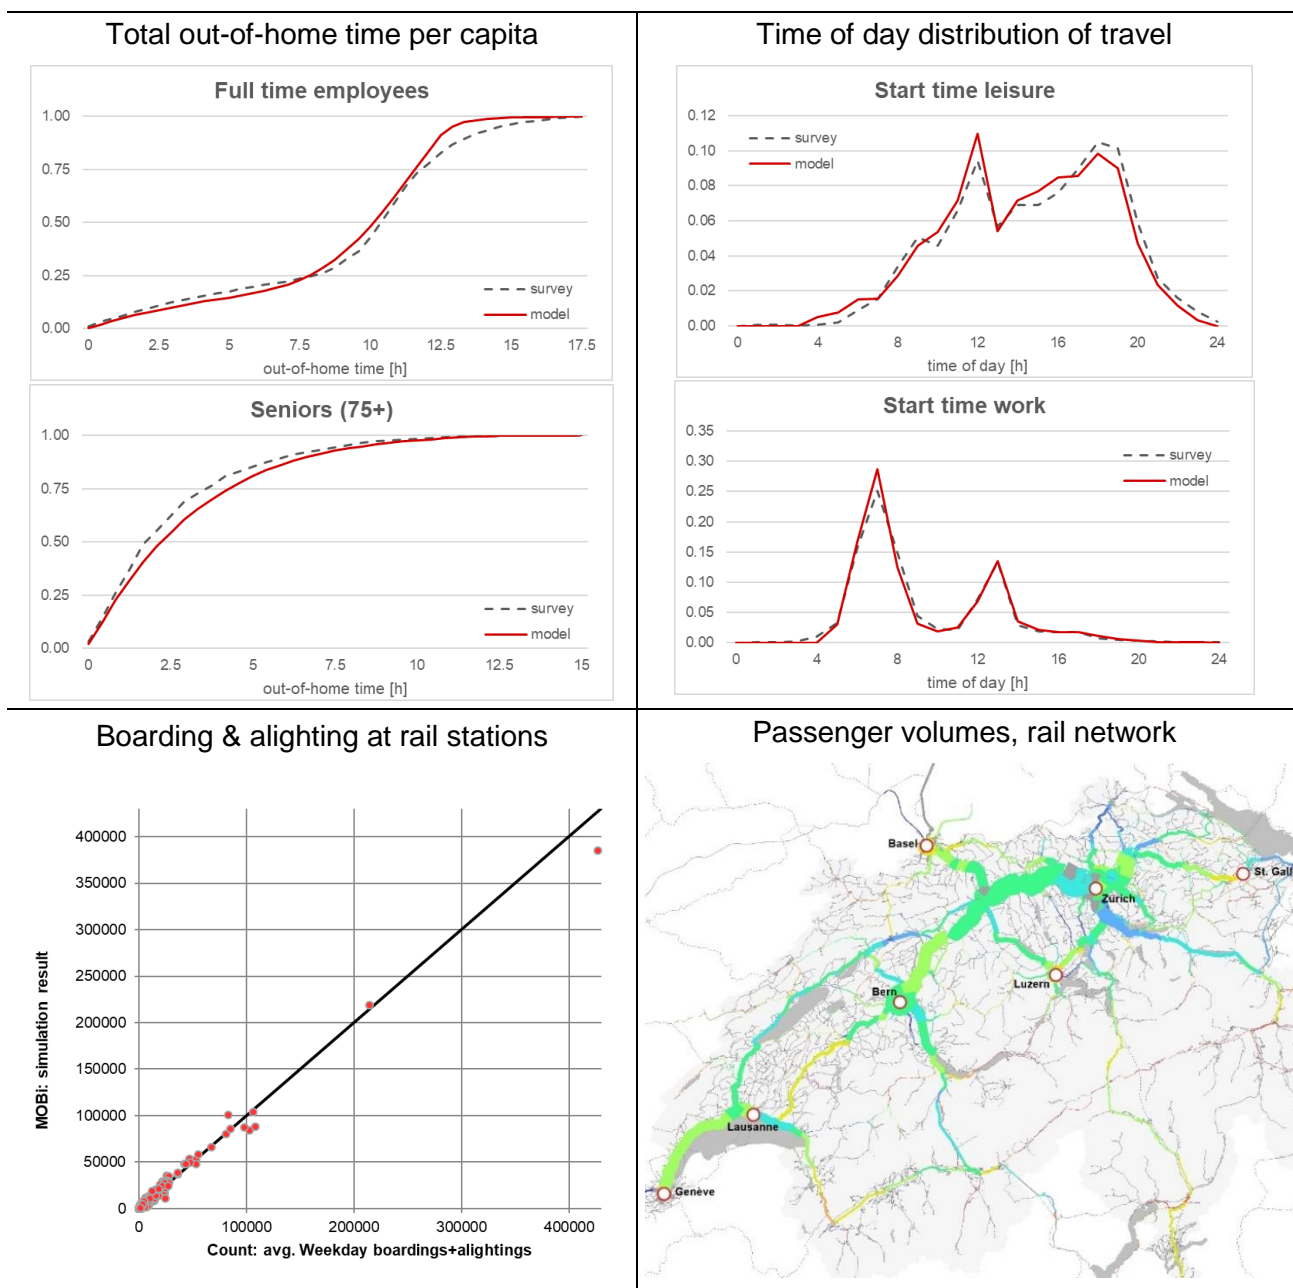 Total out-of-home time per capita
Full time employees
1.00
0.75
0.50
0.25
0.00
survey
model
0 2.5 5 7.5 10 12.5 15 17.5
out-of-home time [h]
Seniors (75+)
1.00
0.75
0.50
0.25
0.00
survey
model
0 2.5 5 7.5 10 12.5 15
out-of-home time [h]
Time of day distribution of travel
Start time leisure
0.12
0.10
0.08
0.06
0.04
0.02
0.00
survey
model
0 4 8 12 16 20 24
time of day [h]
Start time work
0.35
0.30
0.25
0.20
0.15
0.10
0.05
0.00
survey
model
0 4 8 12 16 20 24
time of day [h]
Boarding & alighting at rail stations
MOBi: simulation result
400000
350000
300000
250000
200000
150000
100000
50000
0
0 100000 200000 300000 400000
Count: avg. Weekday boardings+alightings
Passenger volumes, rail network
Basel
St. Gall
Zürich
Luzern
Bern
Lausanne
Genève